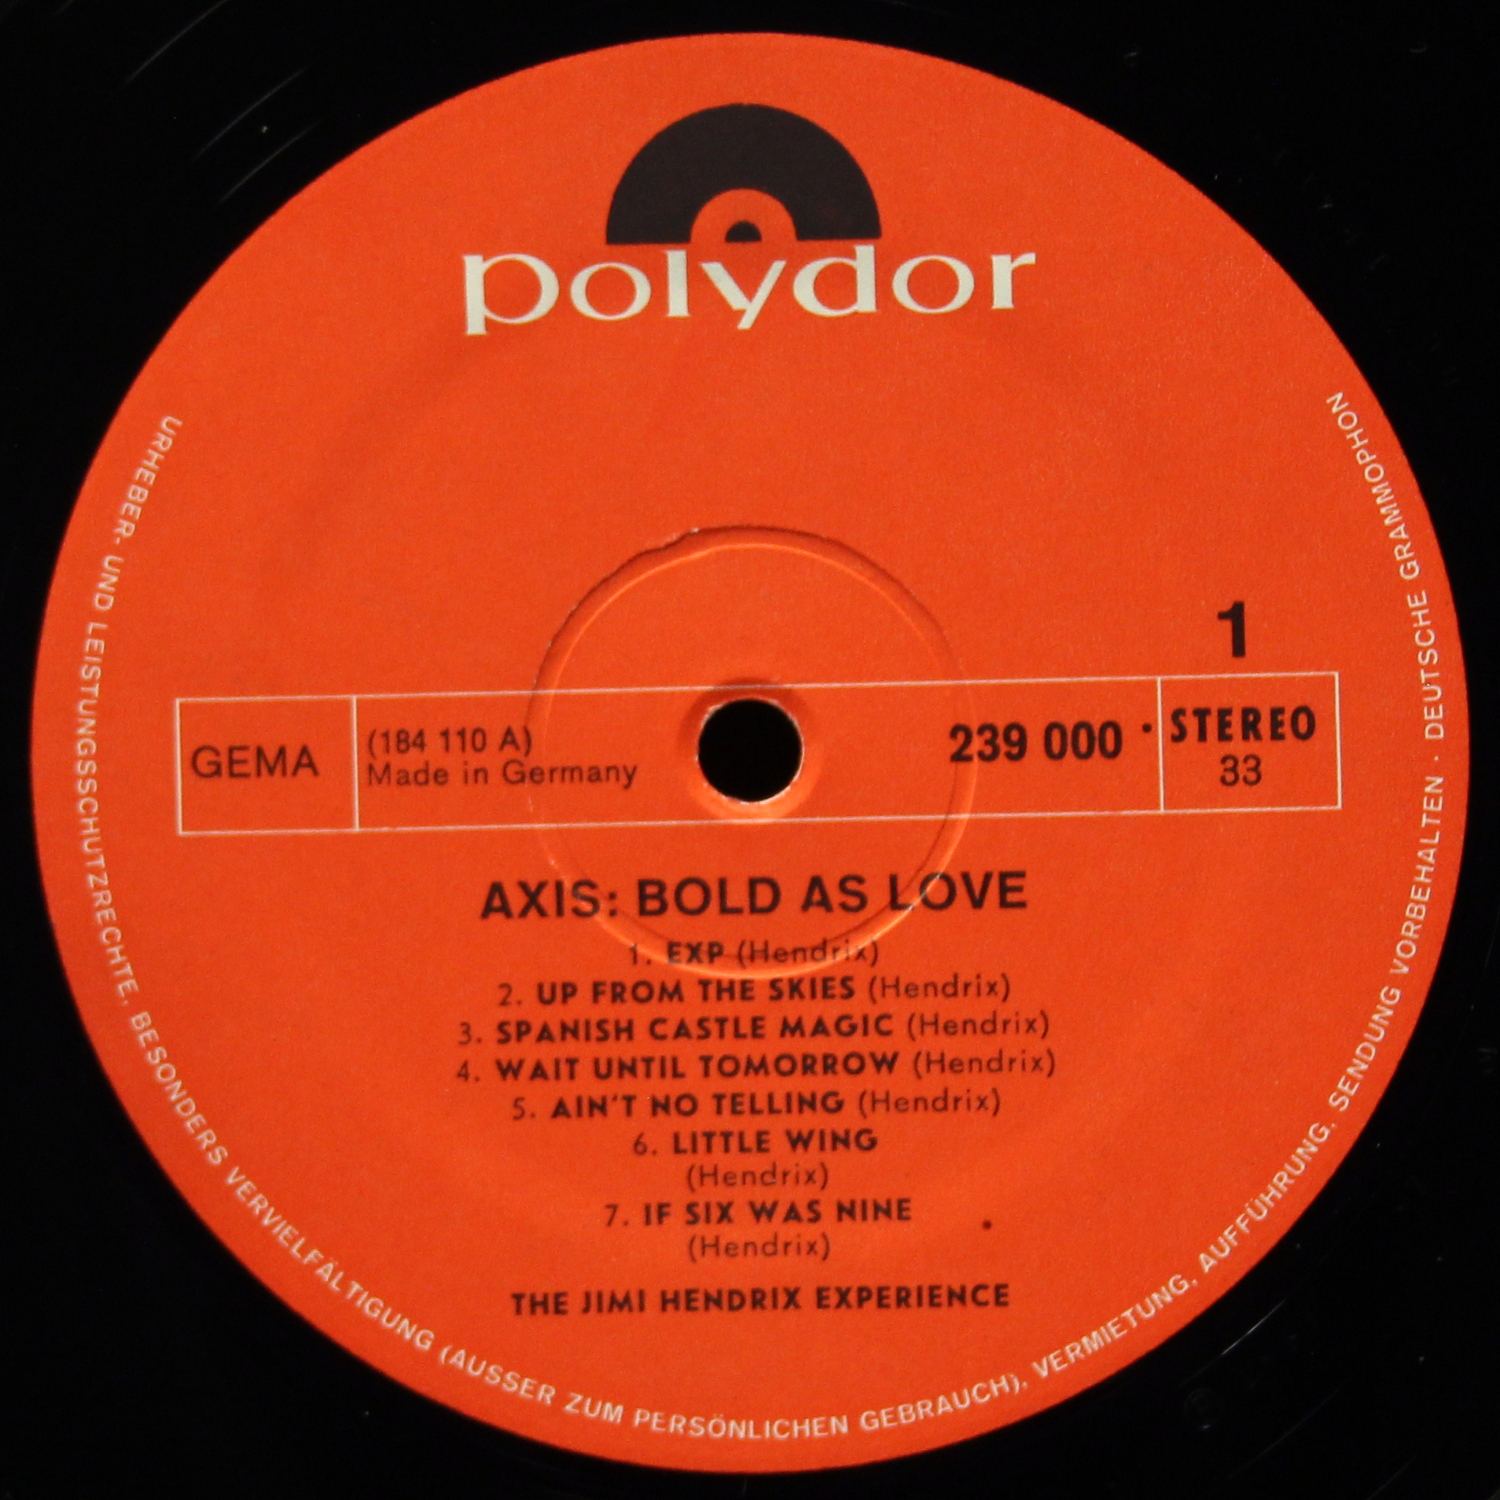 polydor
1
GEMA
(184 110 A)
Made in Germany
239 000 ·
STEREO
33
AXIS: BOLD AS LOVE
1. EXP (Hendrix)
2. UP FROM THE SKIES (Hendrix)
3. SPANISH CASTLE MAGIC (Hendrix)
4. WAIT UNTIL TOMORROW (Hendrix)
5. AIN'T NO TELLING (Hendrix)
6. LITTLE WING
(Hendrix)
7. IF SIX WAS NINE
(Hendrix)
THE JIMI HENDRIX EXPERIENCE
URHEBER- UND LEISTUNGSSCHUTZRECHTE, BESONDERS VERVIELFÄLTIGUNG (AUSSER ZUM PERSÖNLICHEN GEBRAUCH), VERMIETUNG, AUFFÜHRUNG, SENDUNG VORBEHALTEN · DEUTSCHE GRAMMOPHON